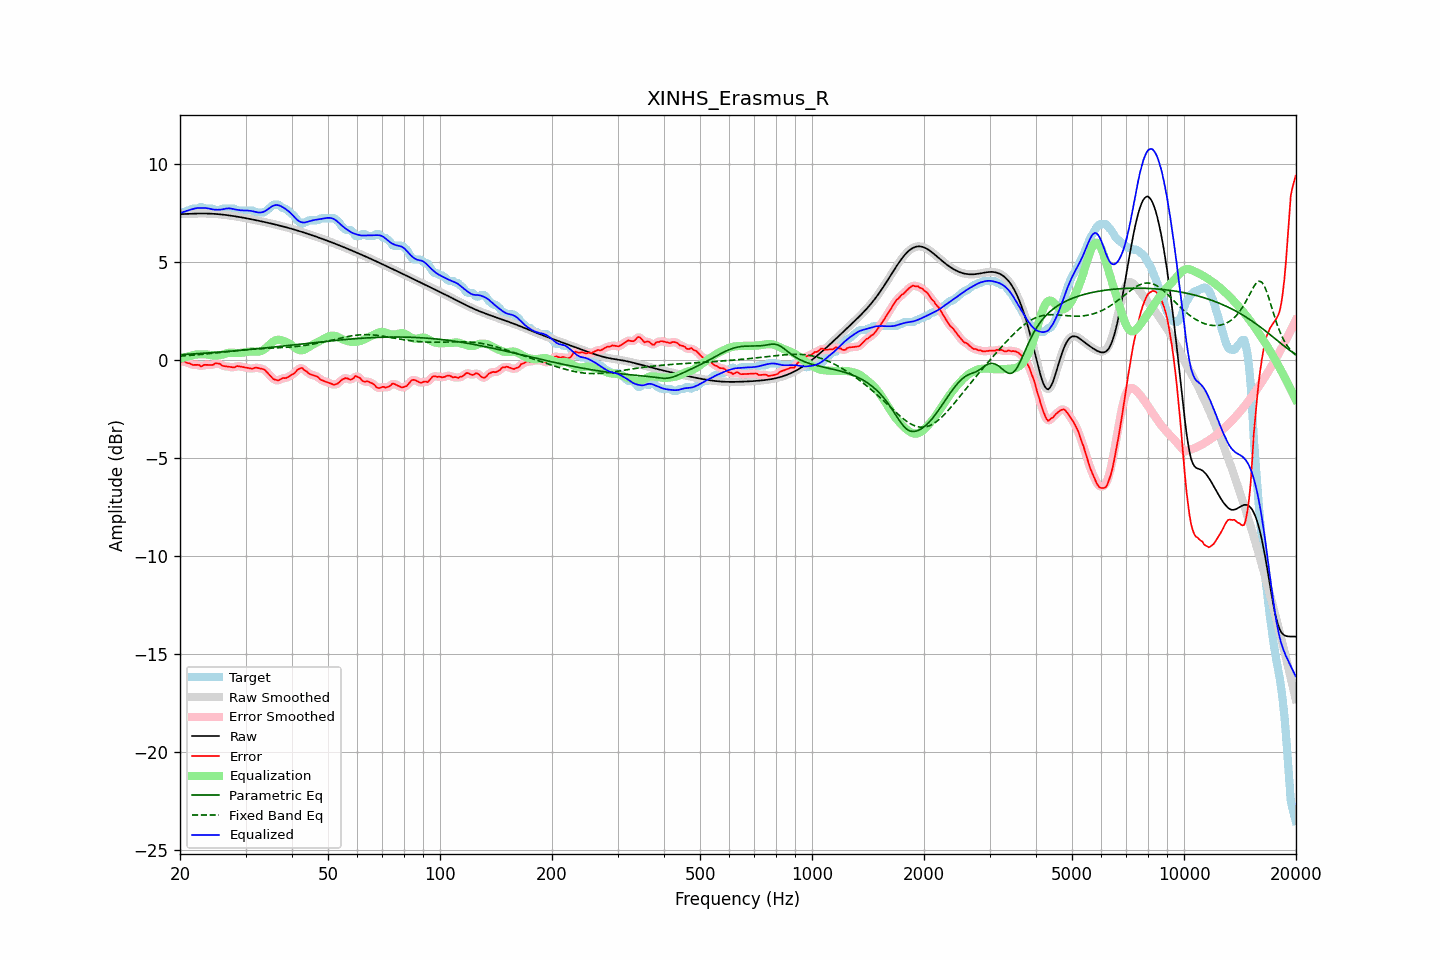 XINHS_Erasmus_R
10
5
0
−5
−10
−15
−20
−25
Amplitude (dBr)
Target
Raw Smoothed
Error Smoothed
Raw
Error
Equalization
Parametric Eq
Fixed Band Eq
Equalized
20 50 100 200 500 1000 2000 5000 10000 20000
Frequency (Hz)